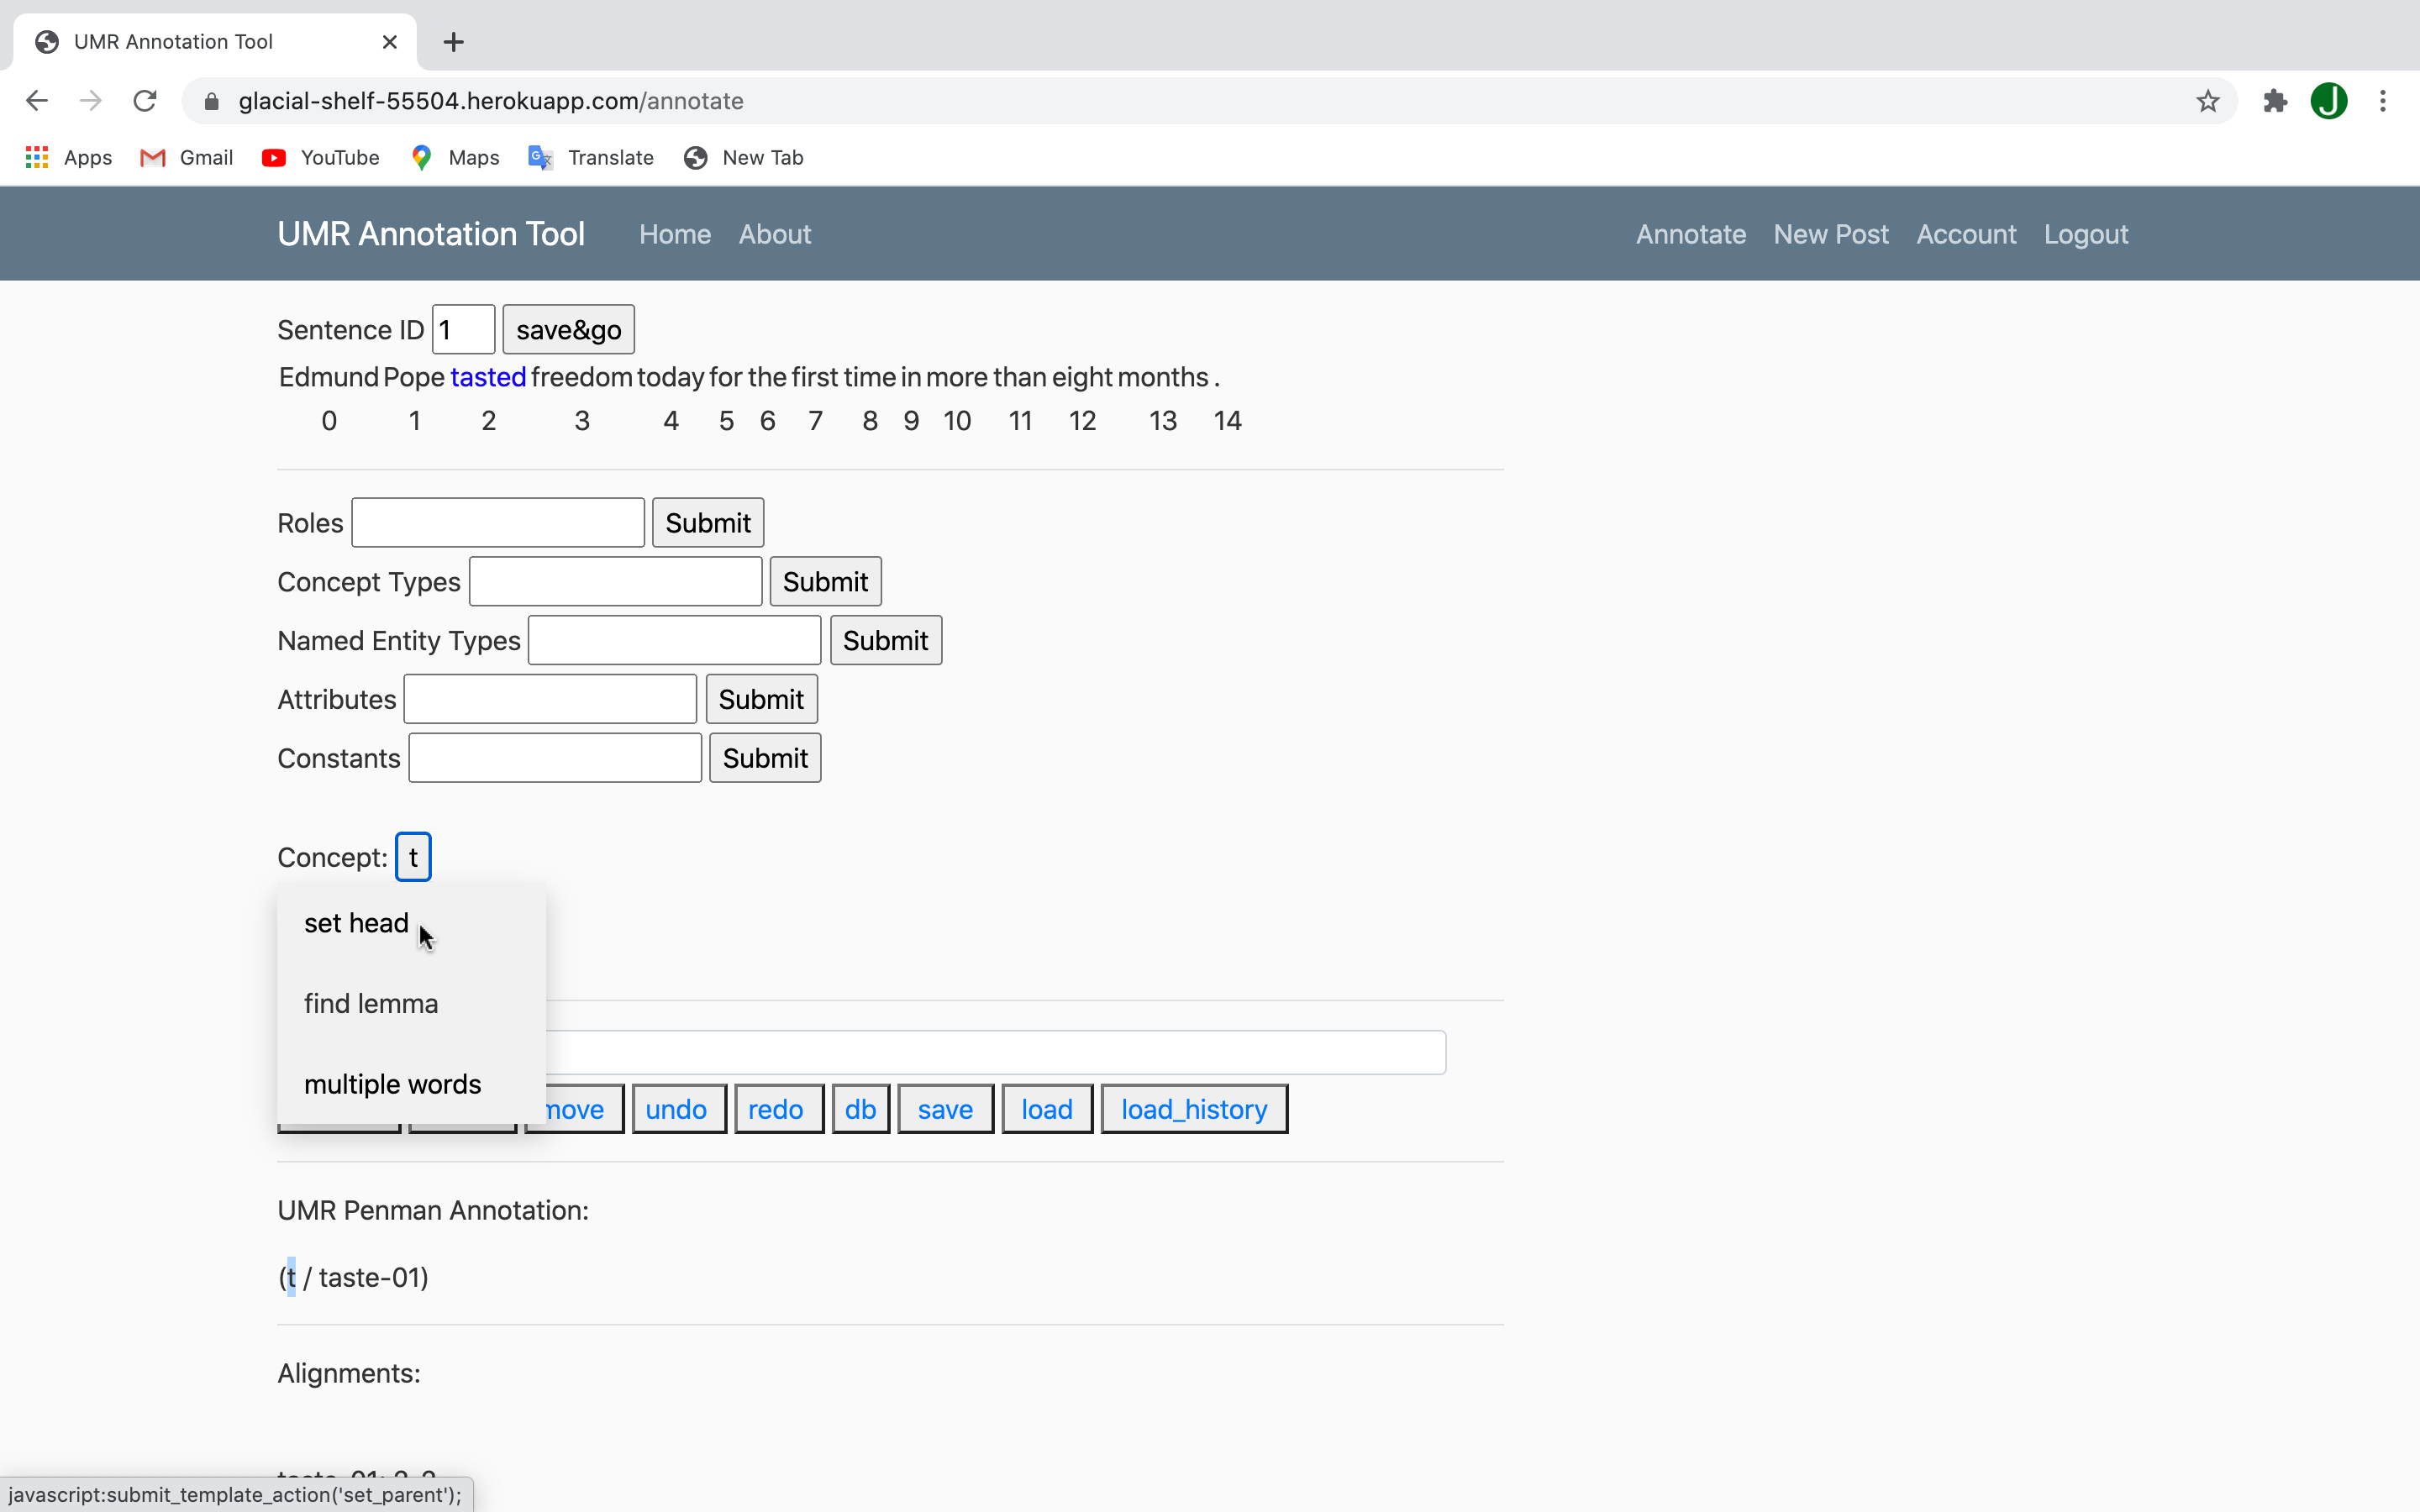 UMR Annotation Tool
glacial-shelf-55504.herokuapp.com/annotate
J
Apps Gmail YouTube Maps Translate New Tab
UMR Annotation Tool Home About Annotate New Post Account Logout
Sentence ID 1 save&go
Edmund Pope tasted freedom today for the first time in more than eight months .
0 1 2 3 4 5 6 7 8 9 10 11 12 13 14
Roles Submit
Concept Types Submit
Named Entity Types Submit
Attributes Submit
Constants Submit
Concept: t
set head
find lemma
multiple words
move undo redo db save load load_history
UMR Penman Annotation:
(t / taste-01)
Alignments:
taste-01: 2-2
javascript:submit_template_action('set_parent');